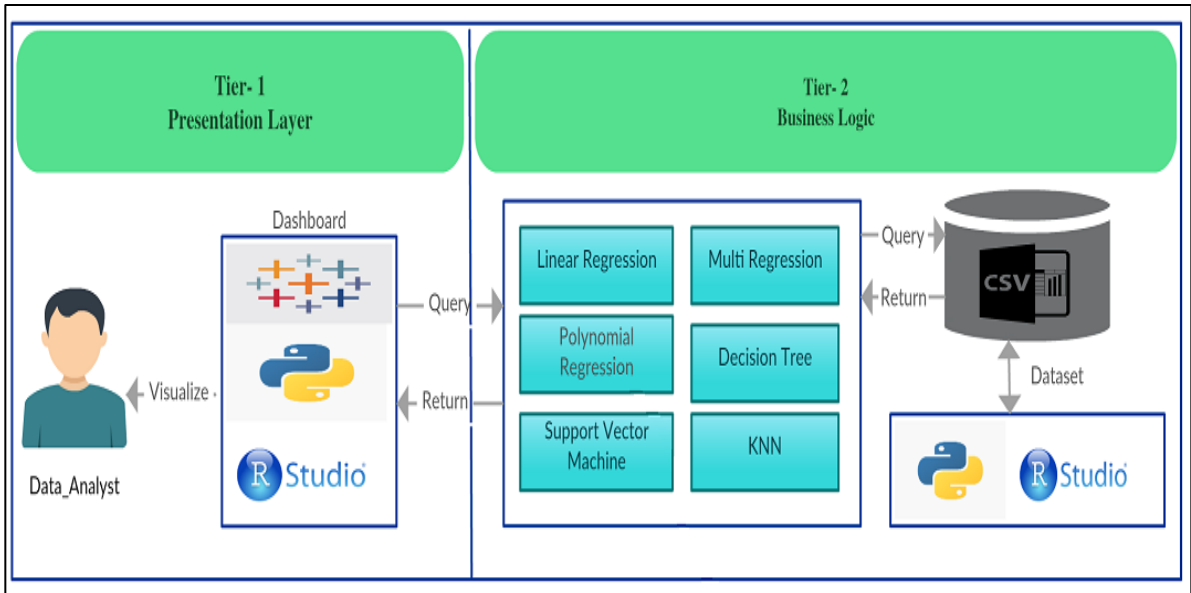 Tier- 1
Presentation Layer
Tier- 2
Business Logic
Dashboard
Query
Return
Visualize
Data_Analyst
R Studio
Linear Regression
Multi Regression
Polynomial
Regression
Decision Tree
Support Vector
Machine
KNN
Query
Return
CSV
Dataset
R Studio